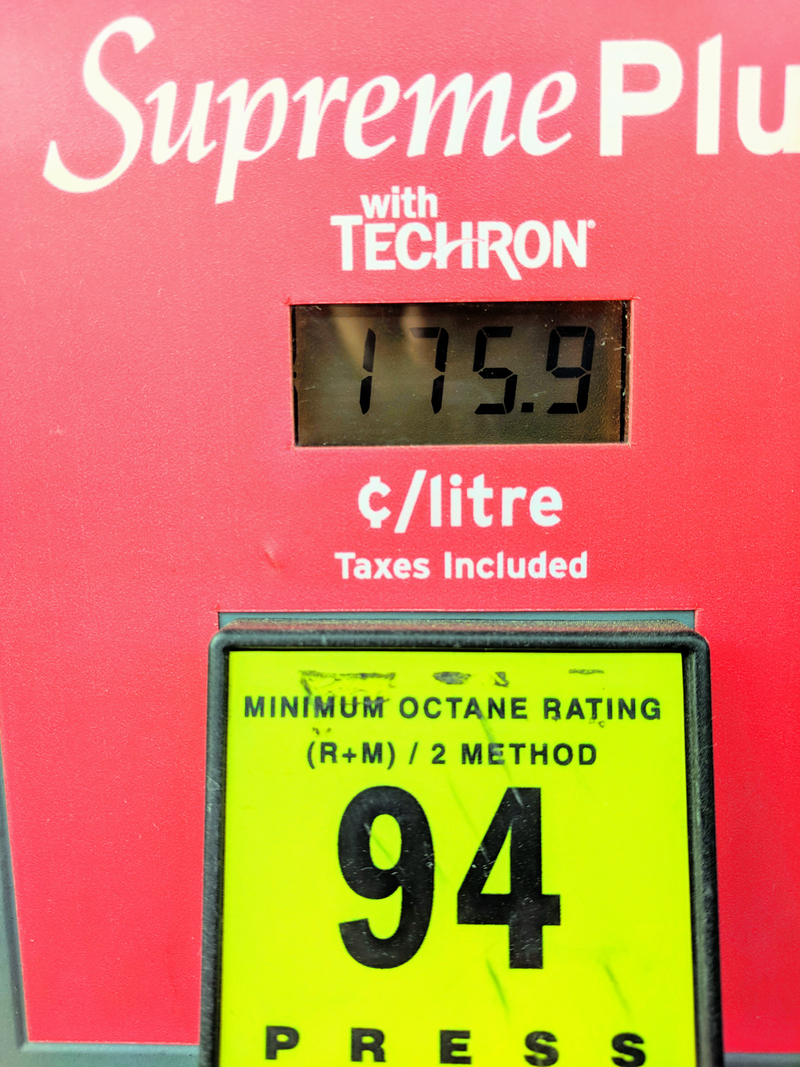 Supreme Plu
with
TECHRON®
175.9
¢/litre
Taxes Included
MINIMUM OCTANE RATING
(R+M) / 2 METHOD
94
PRESS